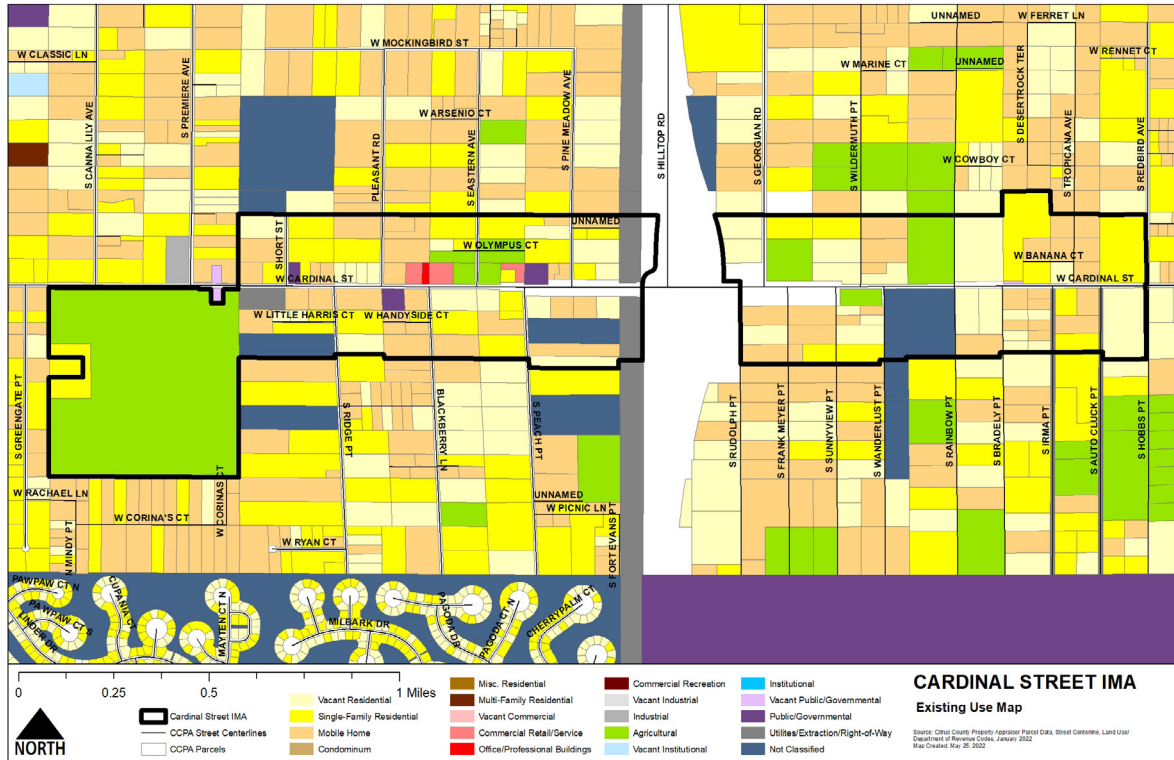 UNNAMED
W FERRET LN
W MOCKINGBIRD ST
W CLASSIC LN
W RENNET CT
W MARINE CT
UNNAMED
S CANNA LILY AVE
S PREMIERE AVE
PLEASANT RD
W ARSENIO CT
S EASTERN AVE
S PINE MEADOW AVE
S HILLTOP RD
S GEORGIAN RD
S WILDERMUTH PT
W COWBOY CT
S DESERTROCK TER
S TROPICANA AVE
S REDBIRD AVE
SHORT ST
UNNAMED
W OLYMPUS CT
W BANANA CT
W CARDINAL ST
W CARDINAL ST
W LITTLE HARRIS CT
W HANDYSIDE CT
S GREENGATE PT
S RIDGE PT
BLACKBERRY LN
S PEACH PT
S RUDOLPH PT
S FRANK MEYER PT
S SUNNYVIEW PT
S WANDERLUST PT
S RAINBOW PT
S BRADELY PT
S IRMA PT
S AUTO CLUCK PT
S HOBBS PT
W RACHAEL LN
W CORINAS CT
W CORINA'S CT
N MINDY PT
UNNAMED
W PICNIC LN
W RYAN CT
S FORT EVANS PT
PAWPAW CT N
PAWPAW CT S
LINDER DR
CUPANIA CT
MAYTEN CT N
MILBARK DR
PAGODA DR
PAGODA CT N
CHERRYPALM CT
0 0.25 0.5 1 Miles
NORTH
Cardinal Street IMA
CCPA Street Centerlines
CCPA Parcels
Vacant Residential
Single-Family Residential
Mobile Home
Condominum
Misc. Residential
Multi-Family Residential
Vacant Commercial
Commercial Retail/Service
Office/Professional Buildings
Commercial Recreation
Vacant Industrial
Industrial
Agricultural
Vacant Institutional
Institutional
Vacant Public/Governmental
Public/Governmental
Utilites/Extraction/Right-of-Way
Not Classified
CARDINAL STREET IMA
Existing Use Map
Source: Citrus County Property Appraiser Parcel Data, Street Centerline, Land Use/
Department of Revenue Codes, January 2022
Map Created: May 25, 2022